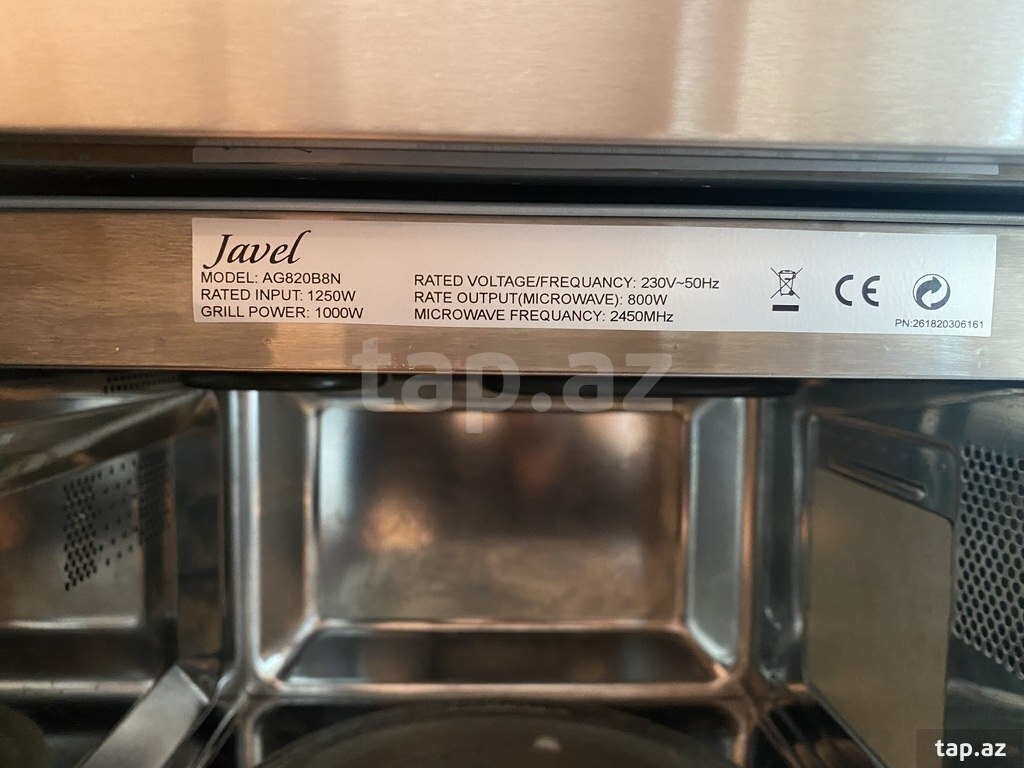 Javel
MODEL: AG820B8N
RATED INPUT: 1250W
GRILL POWER: 1000W
RATED VOLTAGE/FREQUANCY: 230V~50Hz
RATE OUTPUT(MICROWAVE): 800W
MICROWAVE FREQUANCY: 2450MHz
CE
PN:261820306161
tap.az
tap.az